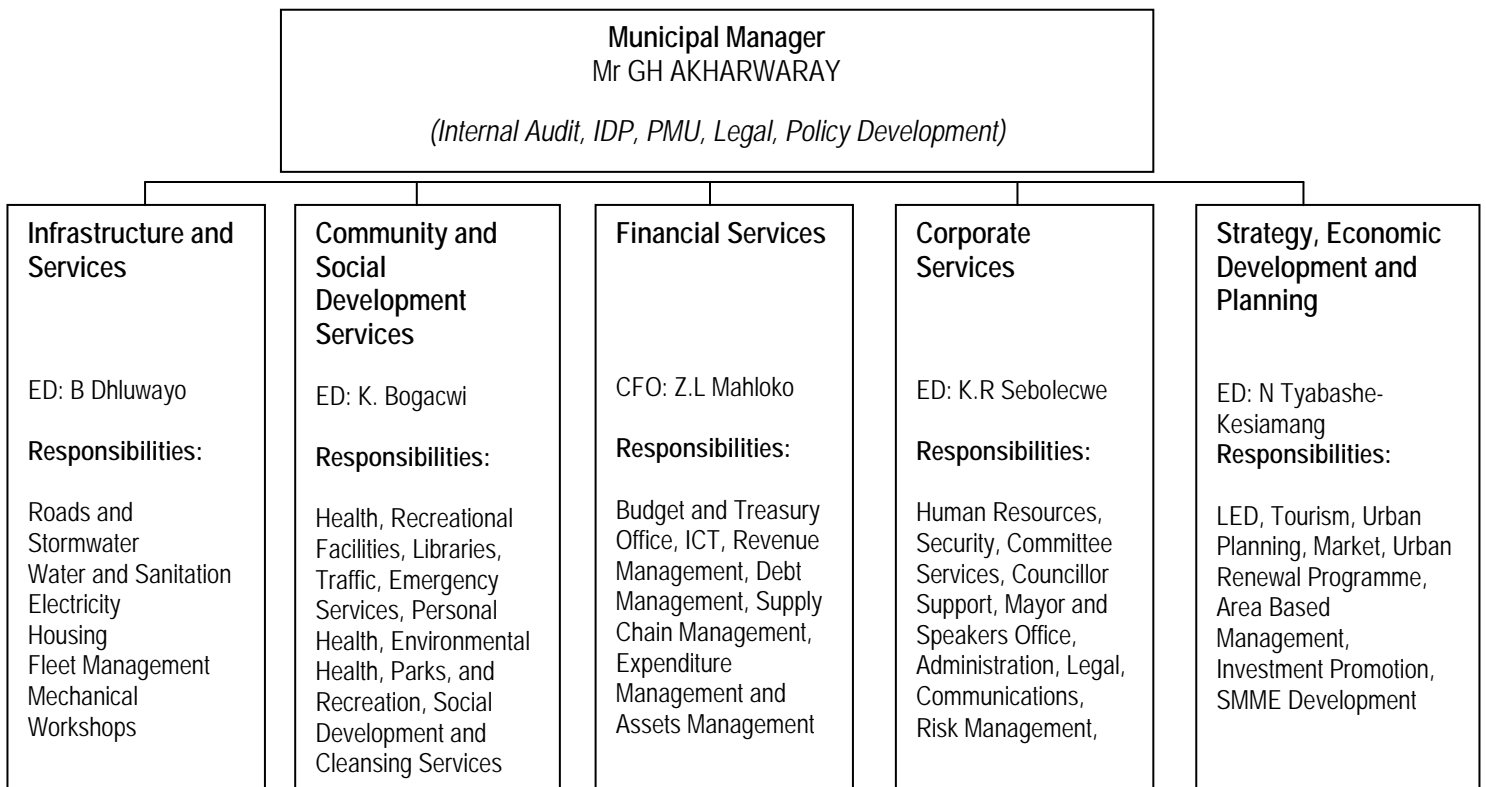 Municipal Manager
Mr GH AKHARWARAY
(Internal Audit, IDP, PMU, Legal, Policy Development)
Infrastructure and
Services
ED: B Dhluwayo
Responsibilities:
Roads and
Stormwater
Water and Sanitation
Electricity
Housing
Fleet Management
Mechanical
Workshops
Community and
Social
Development
Services
ED: K. Bogacwi
Responsibilities:
Health, Recreational
Facilities, Libraries,
Traffic, Emergency
Services, Personal
Health, Environmental
Health, Parks, and
Recreation, Social
Development and
Cleansing Services
Financial Services
CFO: Z.L Mahloko
Responsibilities:
Budget and Treasury
Office, ICT, Revenue
Management, Debt
Management, Supply
Chain Management,
Expenditure
Management and
Assets Management
Corporate
Services
ED: K.R Sebolecwe
Responsibilities:
Human Resources,
Security, Committee
Services, Councillor
Support, Mayor and
Speakers Office,
Administration, Legal,
Communications,
Risk Management,
Strategy, Economic
Development and
Planning
ED: N Tyabashe-
Kesiamang
Responsibilities:
LED, Tourism, Urban
Planning, Market, Urban
Renewal Programme,
Area Based
Management,
Investment Promotion,
SMME Development